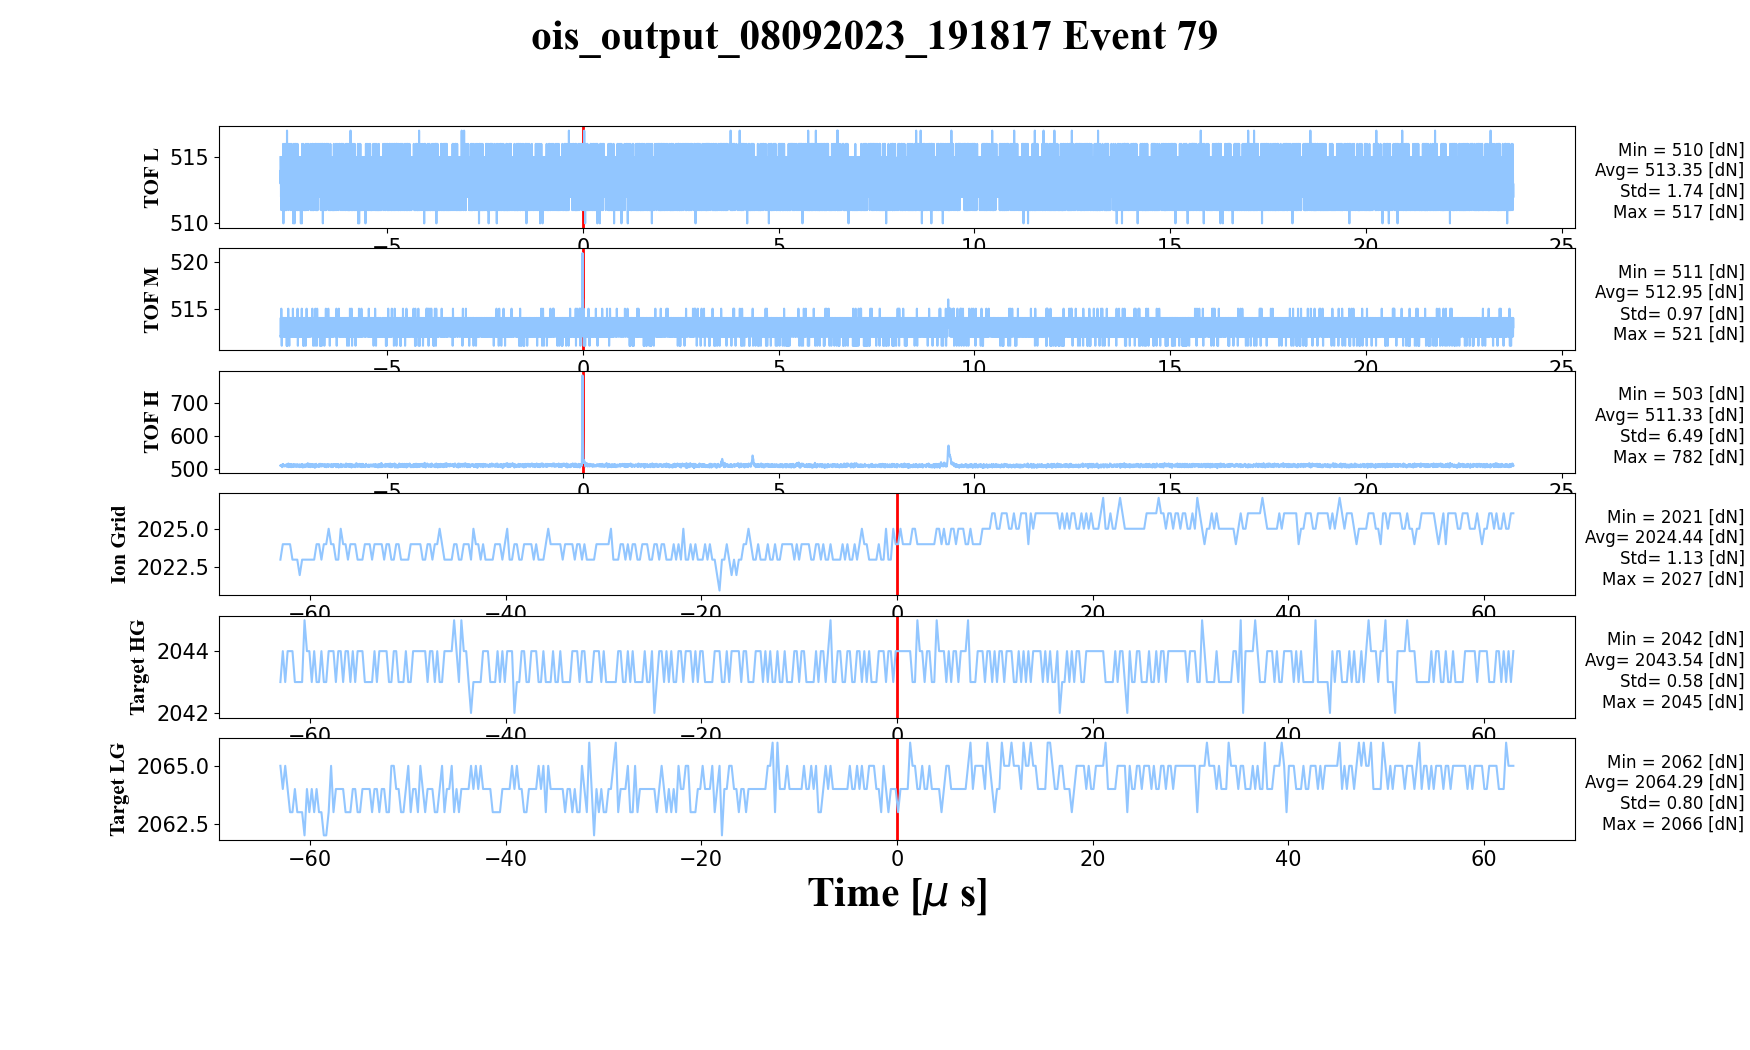 ois_output_08092023_191817 Event 79
TOF L
515
510
Min = 510 [dN]
Avg= 513.35 [dN]
Std= 1.74 [dN]
Max = 517 [dN]
−5 0 5 10 15 20 25
TOF M
520
515
Min = 511 [dN]
Avg= 512.95 [dN]
Std= 0.97 [dN]
Max = 521 [dN]
−5 0 5 10 15 20 25
TOF H
700
600
500
Min = 503 [dN]
Avg= 511.33 [dN]
Std= 6.49 [dN]
Max = 782 [dN]
−5 0 5 10 15 20 25
Ion Grid
2025.0
2022.5
Min = 2021 [dN]
Avg= 2024.44 [dN]
Std= 1.13 [dN]
Max = 2027 [dN]
−60 −40 −20 0 20 40 60
Target HG
2044
2042
Min = 2042 [dN]
Avg= 2043.54 [dN]
Std= 0.58 [dN]
Max = 2045 [dN]
−60 −40 −20 0 20 40 60
Target LG
2065.0
2062.5
Min = 2062 [dN]
Avg= 2064.29 [dN]
Std= 0.80 [dN]
Max = 2066 [dN]
−60 −40 −20 0 20 40 60
Time [μ s]